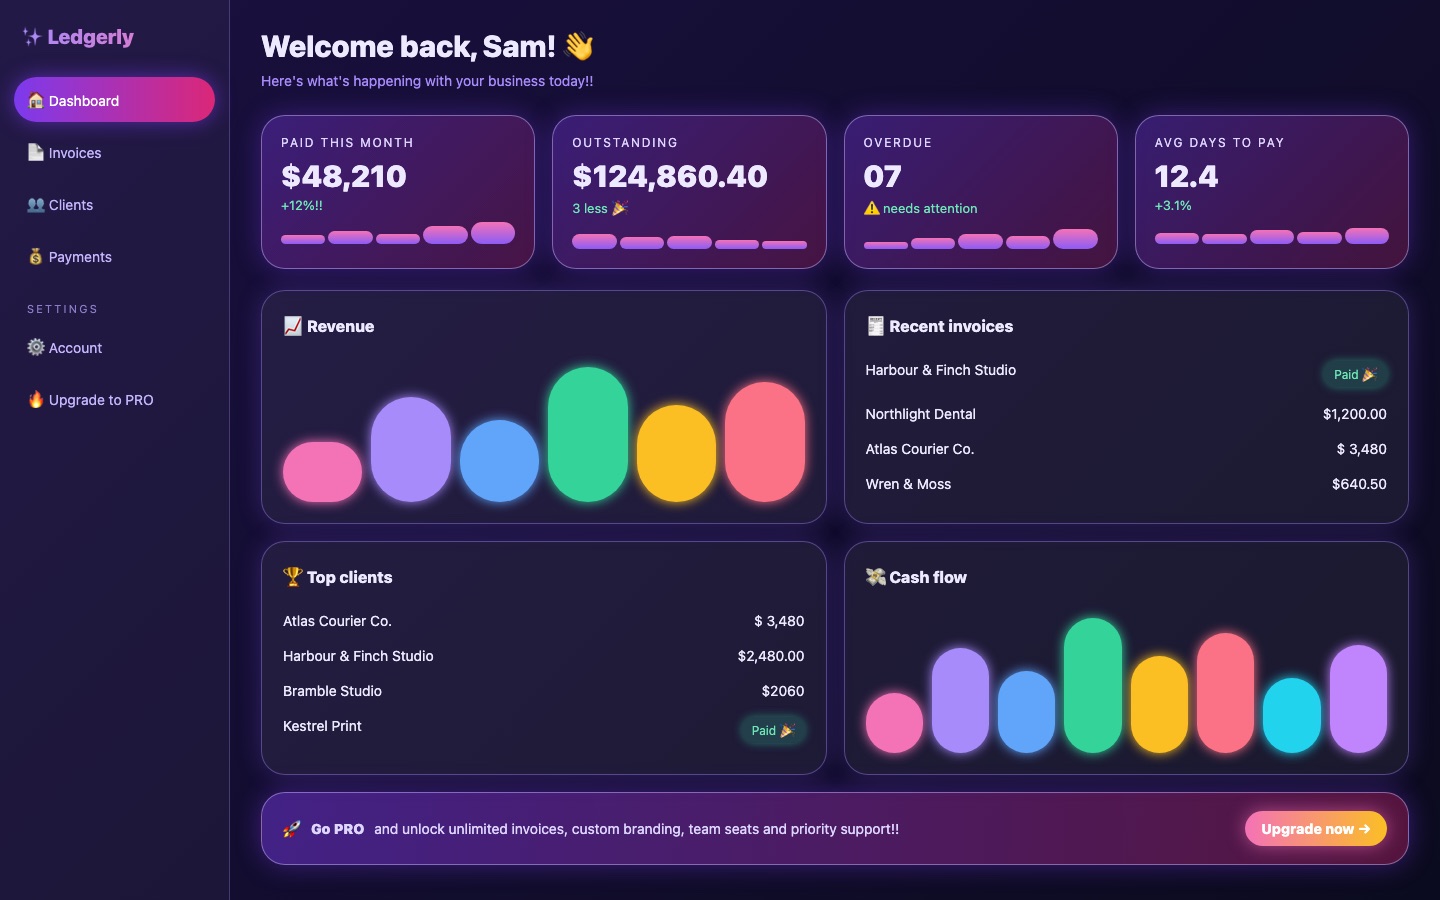 ✨ Ledgerly
🏠 Dashboard
📄 Invoices
👥 Clients
💰 Payments
SETTINGS
⚙️ Account
🔥 Upgrade to PRO
Welcome back, Sam! 👋
Here's what's happening with your business today!!
PAID THIS MONTH
$48,210
+12%!!
OUTSTANDING
$124,860.40
3 less 🎉
OVERDUE
07
⚠️ needs attention
AVG DAYS TO PAY
12.4
+3.1%
📈 Revenue
🧾 Recent invoices
Harbour & Finch Studio Paid 🎉
Northlight Dental $1,200.00
Atlas Courier Co. $ 3,480
Wren & Moss $640.50
🏆 Top clients
Atlas Courier Co. $ 3,480
Harbour & Finch Studio $2,480.00
Bramble Studio $2060
Kestrel Print Paid 🎉
💸 Cash flow
🚀 Go PRO and unlock unlimited invoices, custom branding, team seats and priority support!!
Upgrade now →